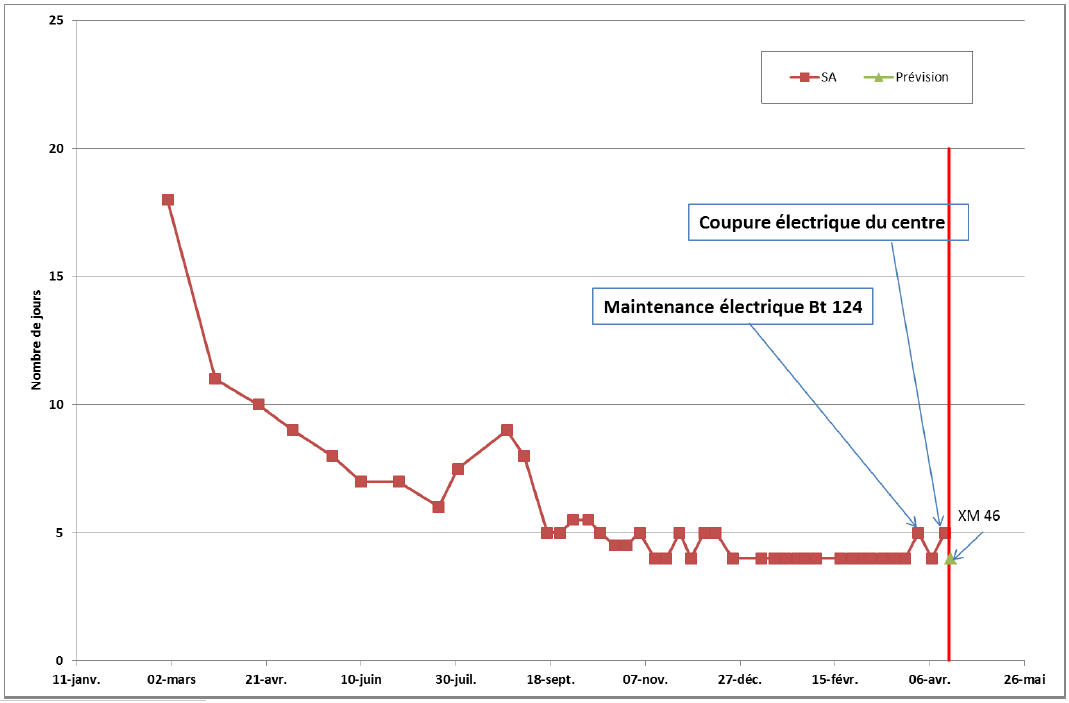 25
20
15
10
5
0
Nombre de jours
SA
Prévision
Coupure électrique du centre
Maintenance électrique Bt 124
XM 46
11-janv.
02-mars
21-avr.
10-juin
30-juil.
18-sept.
07-nov.
27-déc.
15-févr.
06-avr.
26-mai